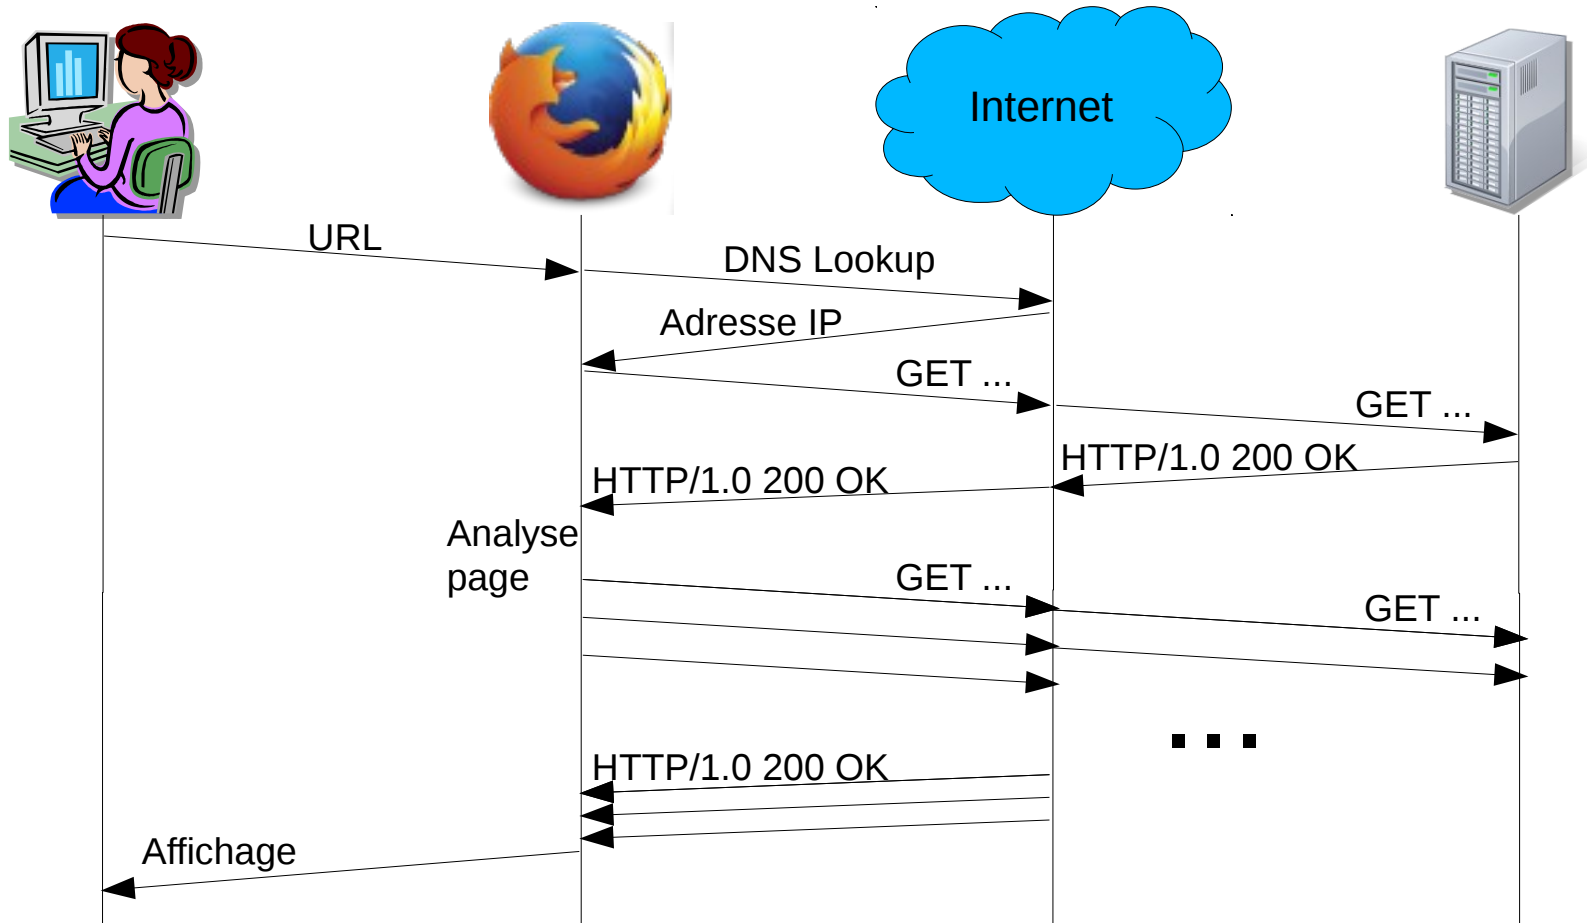 Internet
URL
DNS Lookup
Adresse IP
GET ...
GET ...
HTTP/1.0 200 OK
HTTP/1.0 200 OK
Analyse
page
GET ...
GET ...
...
HTTP/1.0 200 OK
Affichage